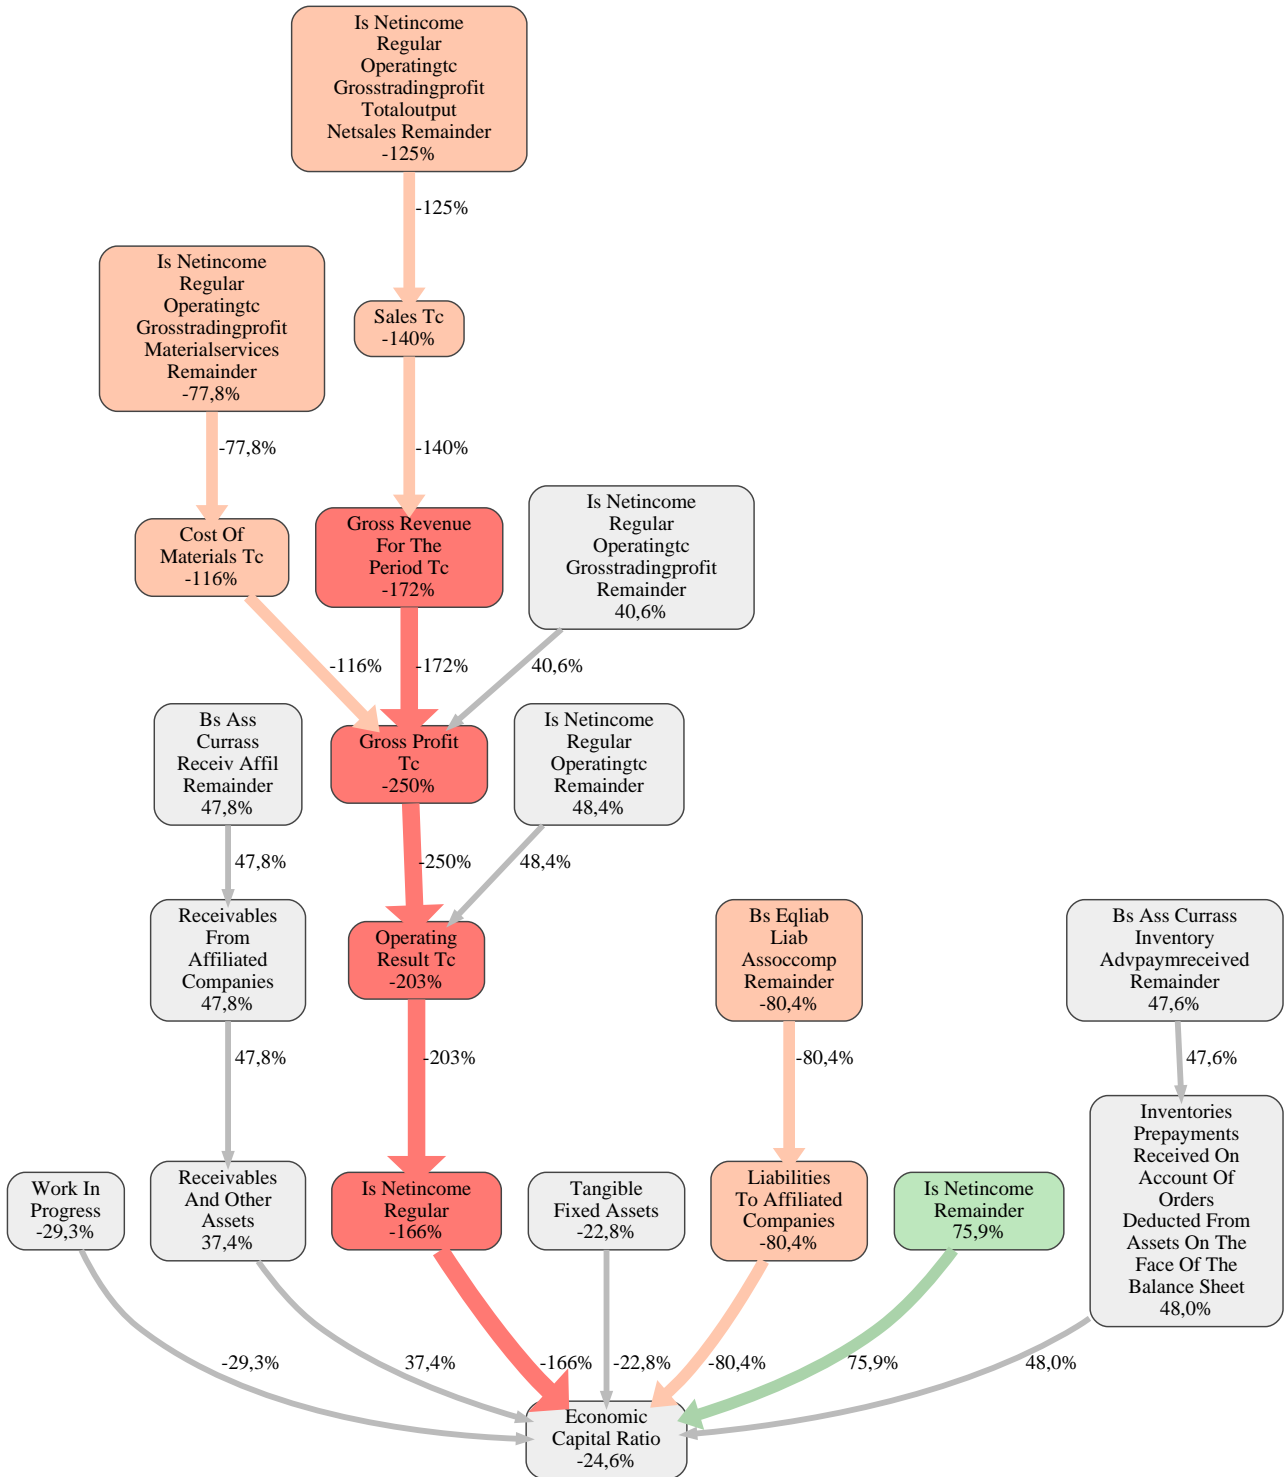 Is Netincome
Regular
Operatingtc
Grosstradingprofit
Totaloutput
Netsales Remainder
-125%
-125%
Is Netincome
Regular
Operatingtc
Grosstradingprofit
Materialservices
Remainder
-77,8%
Sales Tc
-140%
-77,8%
-140%
Is Netincome
Regular
Operatingtc
Grosstradingprofit
Remainder
40,6%
Cost Of
Materials Tc
-116%
Gross Revenue
For The
Period Tc
-172%
-116%
-172%
40,6%
Bs Ass
Currass
Receiv Affil
Remainder
47,8%
Gross Profit
Tc
-250%
Is Netincome
Regular
Operatingtc
Remainder
48,4%
47,8%
-250%
48,4%
Receivables
From
Affiliated
Companies
47,8%
Operating
Result Tc
-203%
Bs Eqliab
Liab
Assoccomp
Remainder
-80,4%
Bs Ass Currass
Inventory
Advpaymreceived
Remainder
47,6%
47,8%
-203%
-80,4%
47,6%
Work In
Progress
-29,3%
Receivables
And Other
Assets
37,4%
Is Netincome
Regular
-166%
Tangible
Fixed Assets
-22,8%
Liabilities
To Affiliated
Companies
-80,4%
Is Netincome
Remainder
75,9%
Inventories
Prepayments
Received On
Account Of
Orders
Deducted From
Assets On The
Face Of The
Balance Sheet
48,0%
-29,3%
37,4%
-166%
-22,8%
-80,4%
75,9%
48,0%
Economic
Capital Ratio
-24,6%